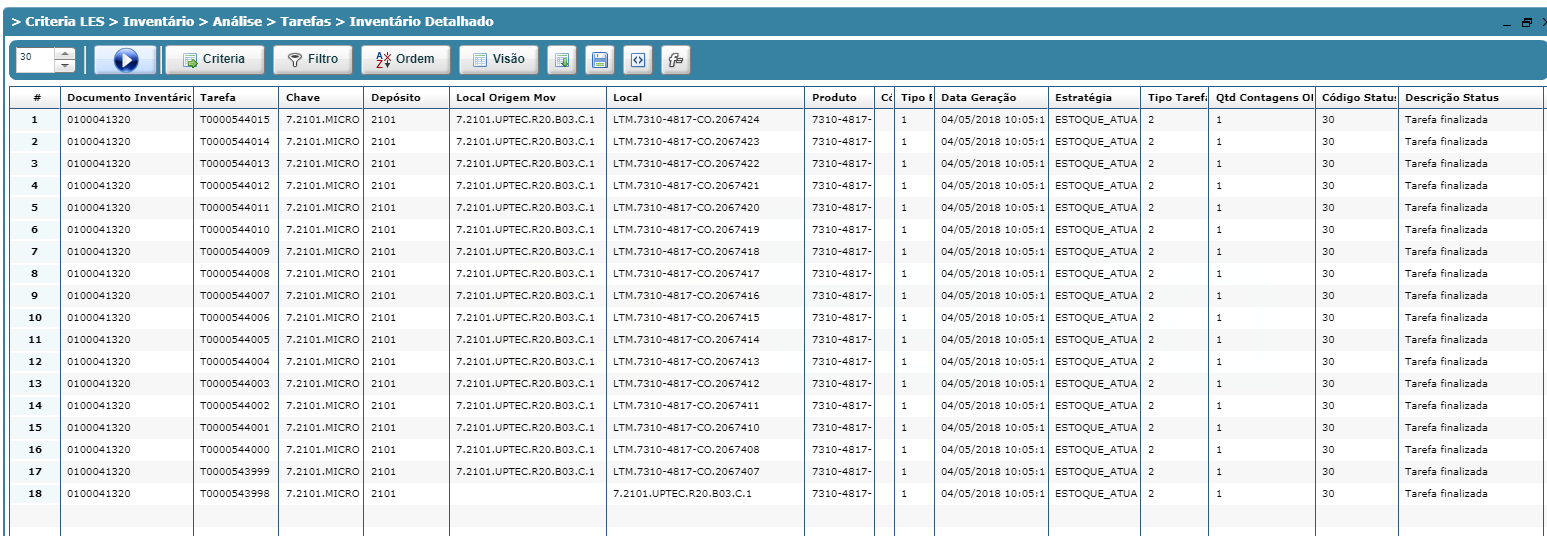 > Criteria LES > Inventário > Análise > Tarefas > Inventário Detalhado
30 Criteria Filtro Ordem Visão
# Documento Inventáric Tarefa Chave Depósito Local Origem Mov Local Produto Có Tipo E Data Geração Estratégia Tipo Tarefa Qtd Contagens Ol Código Status Descrição Status
1 0100041320 T0000544015 7.2101.MICRO 2101 7.2101.UPTEC.R20.B03.C.1 LTM.7310-4817-CO.2067424 7310-4817- 1 04/05/2018 10:05:1 ESTOQUE_ATUA 2 1 30 Tarefa finalizada
2 0100041320 T0000544014 7.2101.MICRO 2101 7.2101.UPTEC.R20.B03.C.1 LTM.7310-4817-CO.2067423 7310-4817- 1 04/05/2018 10:05:1 ESTOQUE_ATUA 2 1 30 Tarefa finalizada
3 0100041320 T0000544013 7.2101.MICRO 2101 7.2101.UPTEC.R20.B03.C.1 LTM.7310-4817-CO.2067422 7310-4817- 1 04/05/2018 10:05:1 ESTOQUE_ATUA 2 1 30 Tarefa finalizada
4 0100041320 T0000544012 7.2101.MICRO 2101 7.2101.UPTEC.R20.B03.C.1 LTM.7310-4817-CO.2067421 7310-4817- 1 04/05/2018 10:05:1 ESTOQUE_ATUA 2 1 30 Tarefa finalizada
5 0100041320 T0000544011 7.2101.MICRO 2101 7.2101.UPTEC.R20.B03.C.1 LTM.7310-4817-CO.2067420 7310-4817- 1 04/05/2018 10:05:1 ESTOQUE_ATUA 2 1 30 Tarefa finalizada
6 0100041320 T0000544010 7.2101.MICRO 2101 7.2101.UPTEC.R20.B03.C.1 LTM.7310-4817-CO.2067419 7310-4817- 1 04/05/2018 10:05:1 ESTOQUE_ATUA 2 1 30 Tarefa finalizada
7 0100041320 T0000544009 7.2101.MICRO 2101 7.2101.UPTEC.R20.B03.C.1 LTM.7310-4817-CO.2067418 7310-4817- 1 04/05/2018 10:05:1 ESTOQUE_ATUA 2 1 30 Tarefa finalizada
8 0100041320 T0000544008 7.2101.MICRO 2101 7.2101.UPTEC.R20.B03.C.1 LTM.7310-4817-CO.2067417 7310-4817- 1 04/05/2018 10:05:1 ESTOQUE_ATUA 2 1 30 Tarefa finalizada
9 0100041320 T0000544007 7.2101.MICRO 2101 7.2101.UPTEC.R20.B03.C.1 LTM.7310-4817-CO.2067416 7310-4817- 1 04/05/2018 10:05:1 ESTOQUE_ATUA 2 1 30 Tarefa finalizada
10 0100041320 T0000544006 7.2101.MICRO 2101 7.2101.UPTEC.R20.B03.C.1 LTM.7310-4817-CO.2067415 7310-4817- 1 04/05/2018 10:05:1 ESTOQUE_ATUA 2 1 30 Tarefa finalizada
11 0100041320 T0000544005 7.2101.MICRO 2101 7.2101.UPTEC.R20.B03.C.1 LTM.7310-4817-CO.2067414 7310-4817- 1 04/05/2018 10:05:1 ESTOQUE_ATUA 2 1 30 Tarefa finalizada
12 0100041320 T0000544004 7.2101.MICRO 2101 7.2101.UPTEC.R20.B03.C.1 LTM.7310-4817-CO.2067413 7310-4817- 1 04/05/2018 10:05:1 ESTOQUE_ATUA 2 1 30 Tarefa finalizada
13 0100041320 T0000544003 7.2101.MICRO 2101 7.2101.UPTEC.R20.B03.C.1 LTM.7310-4817-CO.2067412 7310-4817- 1 04/05/2018 10:05:1 ESTOQUE_ATUA 2 1 30 Tarefa finalizada
14 0100041320 T0000544002 7.2101.MICRO 2101 7.2101.UPTEC.R20.B03.C.1 LTM.7310-4817-CO.2067411 7310-4817- 1 04/05/2018 10:05:1 ESTOQUE_ATUA 2 1 30 Tarefa finalizada
15 0100041320 T0000544001 7.2101.MICRO 2101 7.2101.UPTEC.R20.B03.C.1 LTM.7310-4817-CO.2067410 7310-4817- 1 04/05/2018 10:05:1 ESTOQUE_ATUA 2 1 30 Tarefa finalizada
16 0100041320 T0000544000 7.2101.MICRO 2101 7.2101.UPTEC.R20.B03.C.1 LTM.7310-4817-CO.2067408 7310-4817- 1 04/05/2018 10:05:1 ESTOQUE_ATUA 2 1 30 Tarefa finalizada
17 0100041320 T0000543999 7.2101.MICRO 2101 7.2101.UPTEC.R20.B03.C.1 LTM.7310-4817-CO.2067407 7310-4817- 1 04/05/2018 10:05:1 ESTOQUE_ATUA 2 1 30 Tarefa finalizada
18 0100041320 T0000543998 7.2101.MICRO 2101 7.2101.UPTEC.R20.B03.C.1 7310-4817- 1 04/05/2018 10:05:1 ESTOQUE_ATUA 2 1 30 Tarefa finalizada